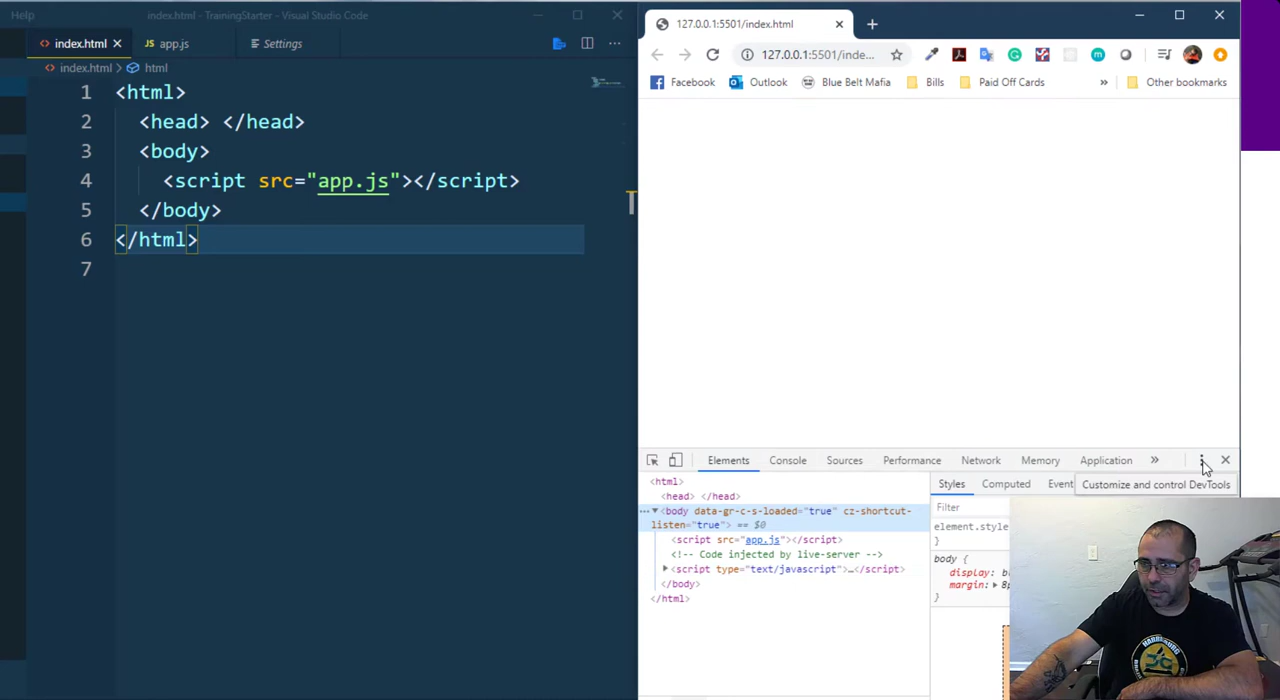 Help
index.html - TrainingStarter - Visual Studio Code
index.html
app.js
Settings
index.html > html
1 <html>
2 <head> </head>
3 <body>
4 <script src="app.js"></script>
5 </body>
6 </html>
7
127.0.0.1:5501/index.html
127.0.0.1:5501/inde...
Facebook Outlook Blue Belt Mafia Bills Paid Off Cards » Other bookmarks
Elements Console Sources Performance Network Memory Application »
Customize and control DevTools
<html>
<head> </head>
<body data-gr-c-s-loaded="true" cz-shortcut-
listen="true"> == $0
<script src="app.js"></script>
<!-- Code injected by live-server -->
<script type="text/javascript">…</script>
</body>
</html>
Styles Computed Event
Filter
element.style
}
body {
display:
margin:
}